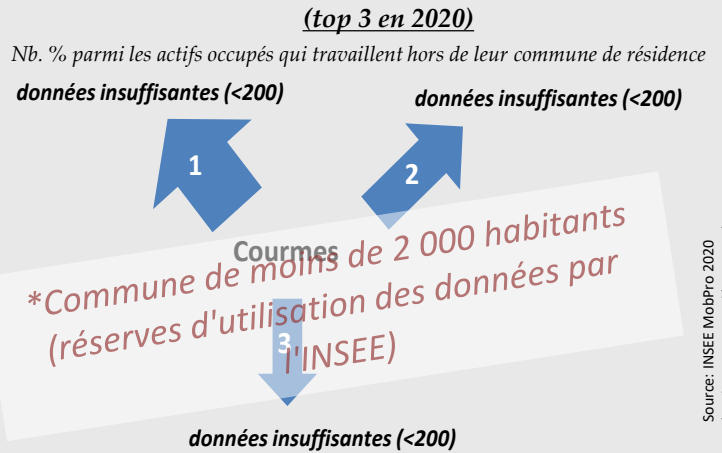 (top 3 en 2020)
Nb. % parmi les actifs occupés qui travaillent hors de leur commune de résidence
données insuffisantes (<200)
données insuffisantes (<200)
1
2
Courmes
*Commune de moins de 2 000 habitants
(réserves d'utilisation des données par
l'INSEE)
3
données insuffisantes (<200)
Source: INSEE MobPro 2020